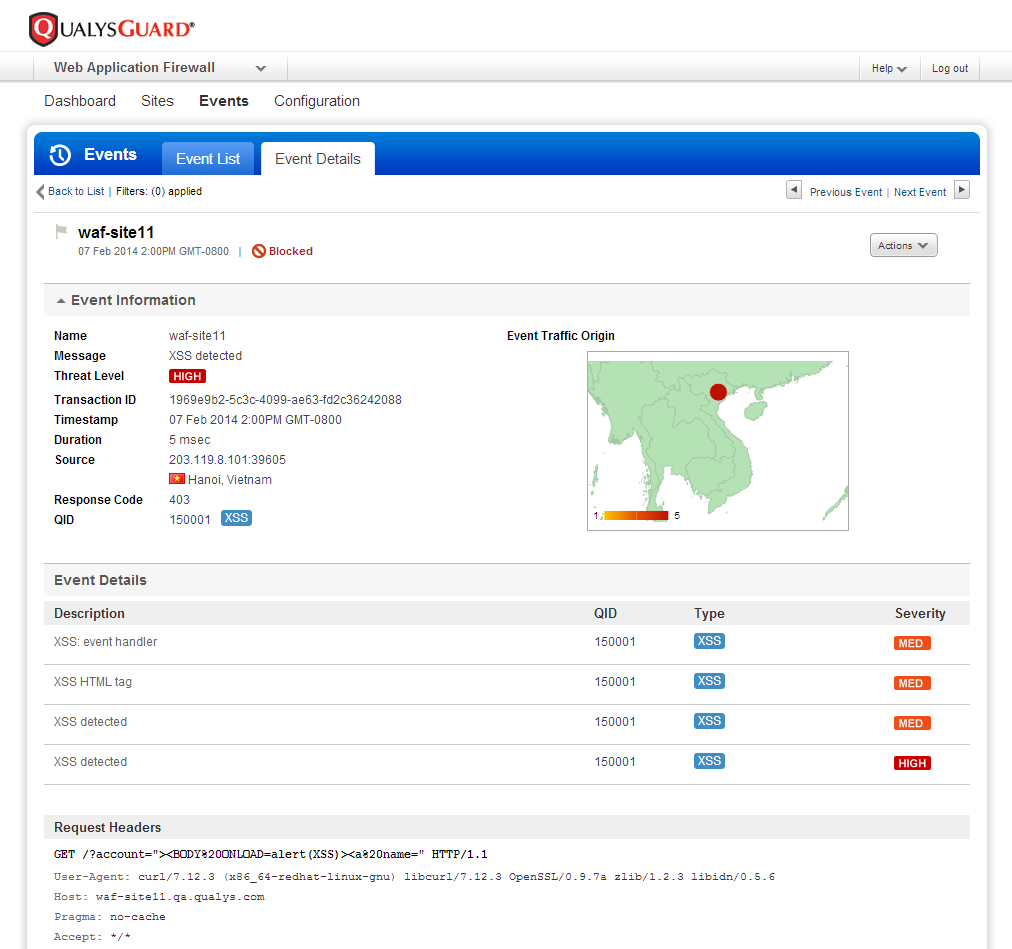 QUALYSGUARD®
Web Application Firewall
Help
Log out
Dashboard Sites Events Configuration
Events
Event List
Event Details
Back to List | Filters: (0) applied
Previous Event | Next Event
waf-site11
07 Feb 2014 2:00PM GMT-0800 | Blocked
Actions
Event Information
Name waf-site11
Message XSS detected
Threat Level HIGH
Transaction ID 1969e9b2-5c3c-4099-ae63-fd2c36242088
Timestamp 07 Feb 2014 2:00PM GMT-0800
Duration 5 msec
Source 203.119.8.101:39605
Hanoi, Vietnam
Response Code 403
QID 150001 XSS
Event Traffic Origin
1 5
Event Details
Description QID Type Severity
XSS: event handler 150001 XSS MED
XSS HTML tag 150001 XSS MED
XSS detected 150001 XSS MED
XSS detected 150001 XSS HIGH
Request Headers
GET /?account="><BODY%20ONLOAD=alert(XSS)><a%20name=" HTTP/1.1
User-Agent: curl/7.12.3 (x86_64-redhat-linux-gnu) libcurl/7.12.3 OpenSSL/0.9.7a zlib/1.2.3 libidn/0.5.6
Host: waf-site11.qa.qualys.com
Pragma: no-cache
Accept: */*